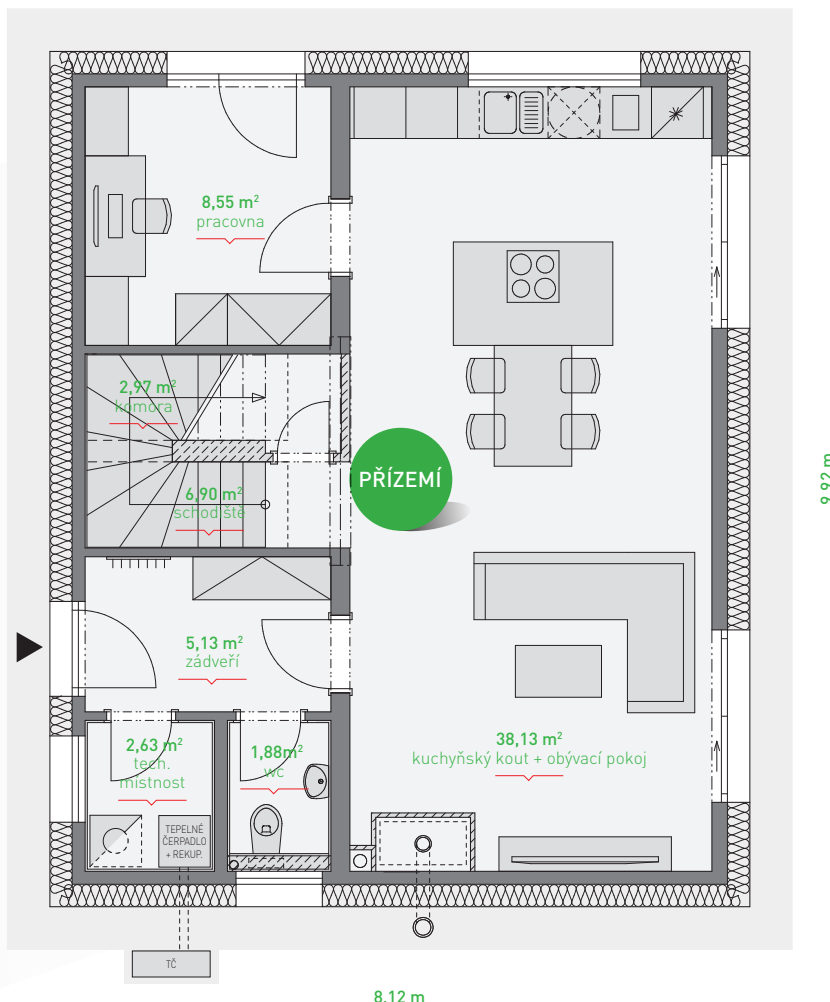 8,55 m²
pracovna
2,97 m²
komora
PŘÍZEMÍ
6,90 m²
schodiště
9,92 m
5,13 m²
zádveří
2,63 m²
tech.
místnost
1,88m²
wc
38,13 m²
kuchyňský kout + obývací pokoj
TEPELNÉ
ČERPADLO
+ REKUP.
TČ
8,12 m